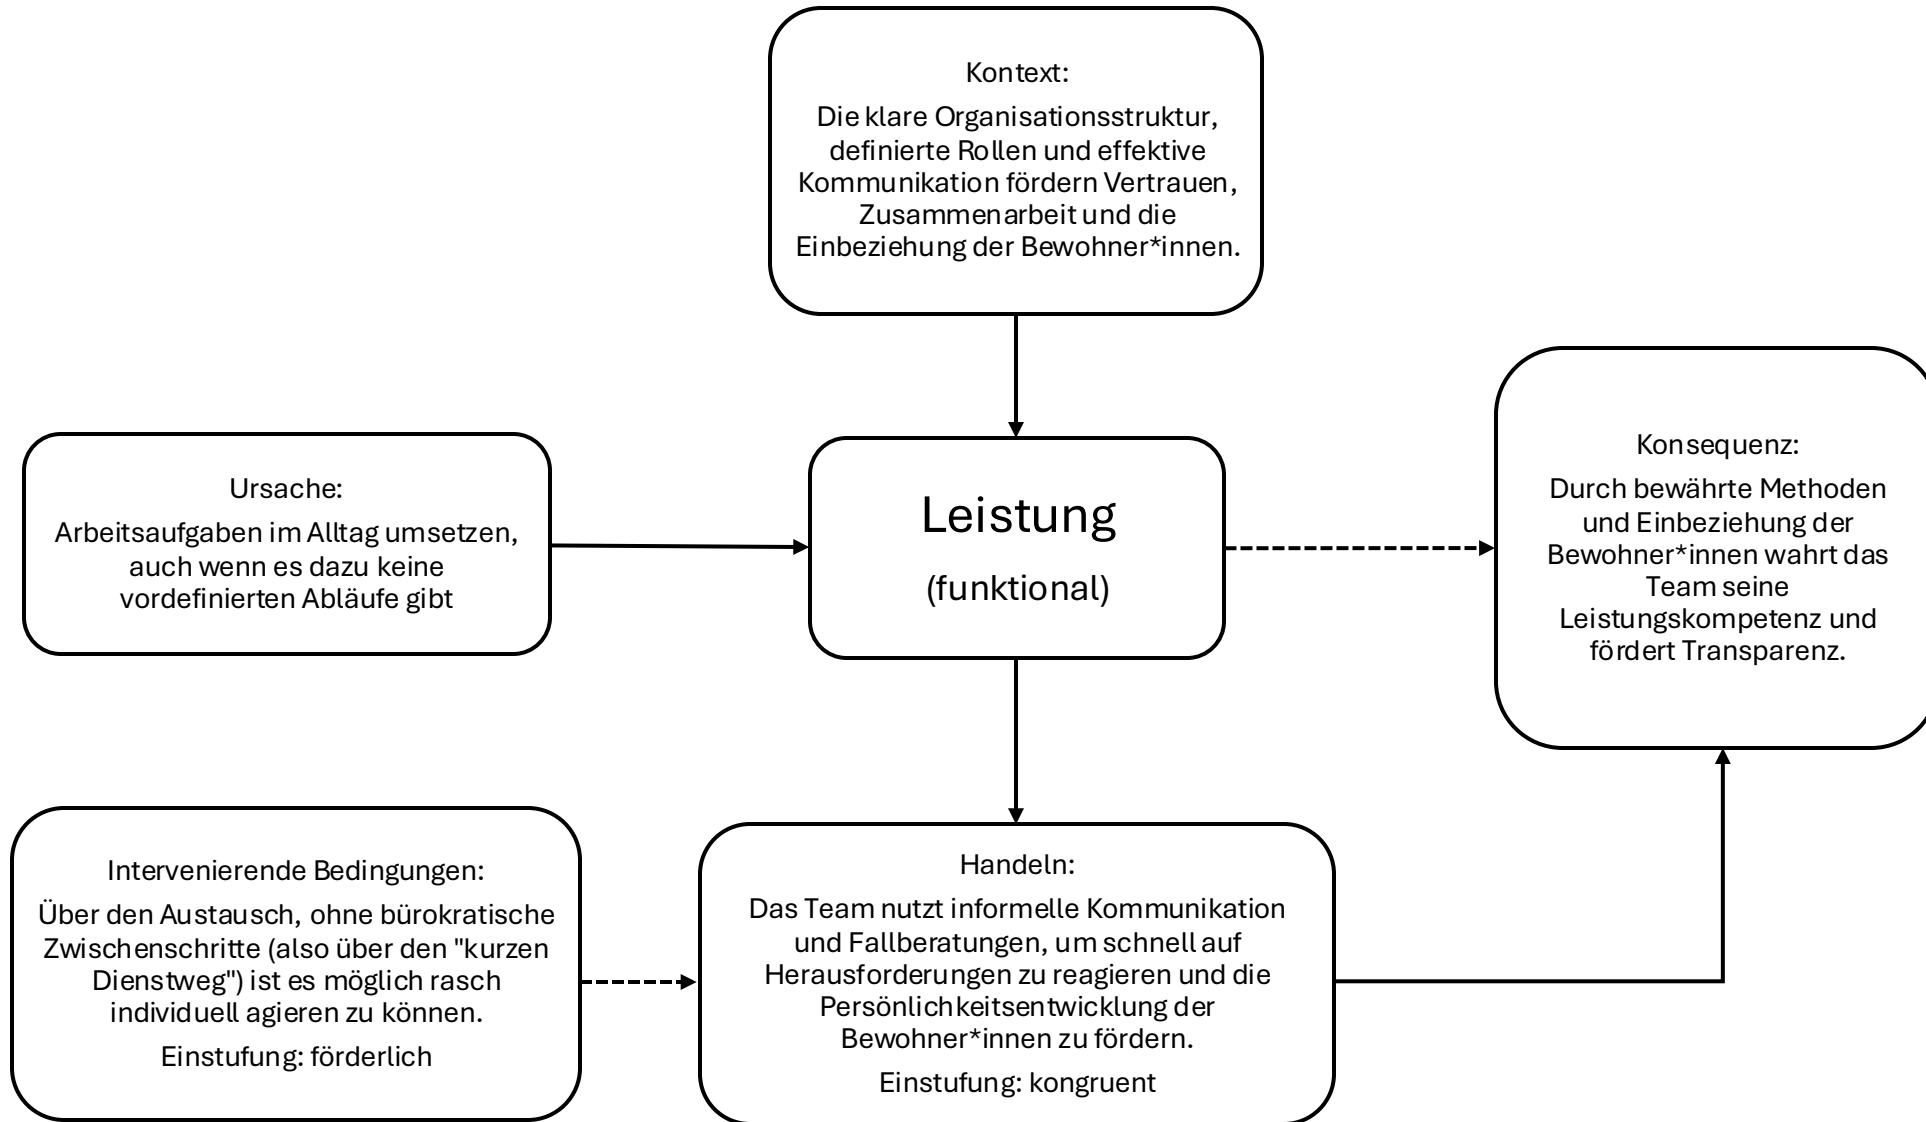 Kontext:
Die klare Organisationsstruktur,
definierte Rollen und effektive
Kommunikation fördern Vertrauen,
Zusammenarbeit und die
Einbeziehung der Bewohner*innen.
Ursache:
Arbeitsaufgaben im Alltag umsetzen,
auch wenn es dazu keine
vordefinierten Abläufe gibt
Leistung
(funktional)
Konsequenz:
Durch bewährte Methoden
und Einbeziehung der
Bewohner*innen wahrt das
Team seine
Leistungskompetenz und
fördert Transparenz.
Intervenierende Bedingungen:
Über den Austausch, ohne bürokratische
Zwischenschritte (also über den "kurzen
Dienstweg") ist es möglich rasch
individuell agieren zu können.
Einstufung: förderlich
Handeln:
Das Team nutzt informelle Kommunikation
und Fallberatungen, um schnell auf
Herausforderungen zu reagieren und die
Persönlichkeitsentwicklung der
Bewohner*innen zu fördern.
Einstufung: kongruent